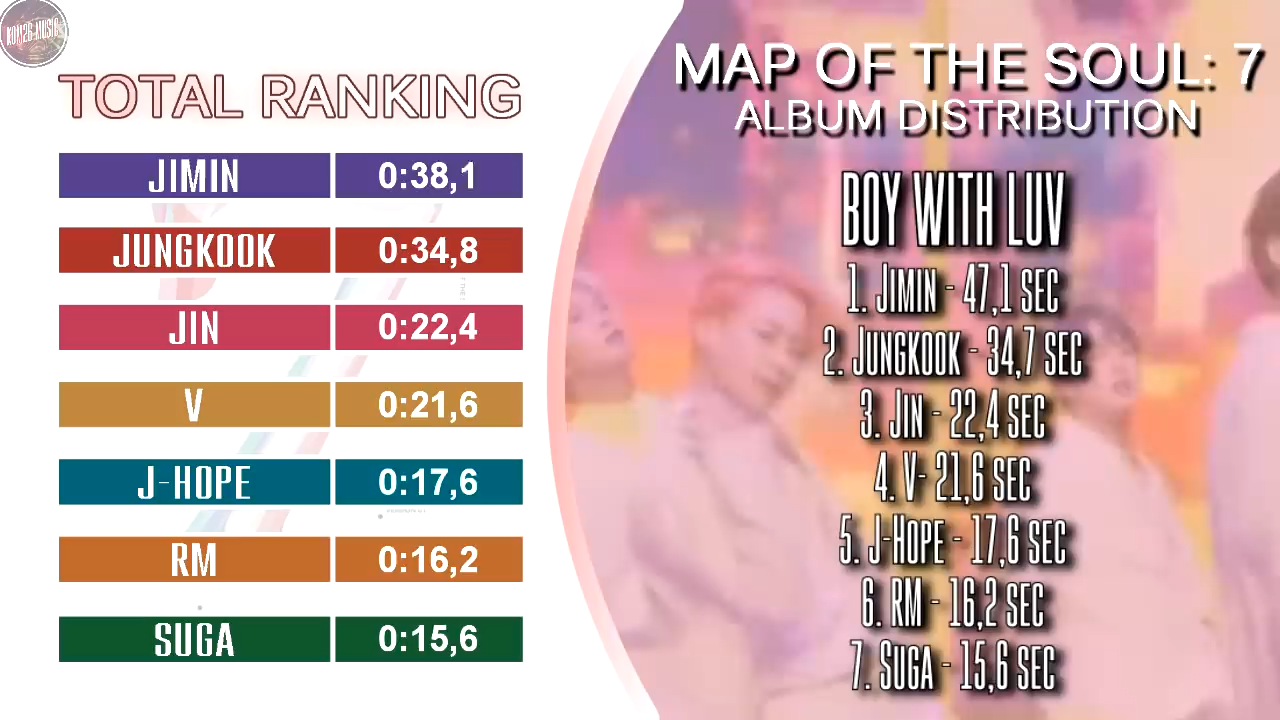 KON26 MUSIC
TOTAL RANKING
JIMIN 0:38,1
JUNGKOOK 0:34,8
JIN 0:22,4
V 0:21,6
J-HOPE 0:17,6
RM 0:16,2
SUGA 0:15,6
MAP OF THE SOUL: 7
ALBUM DISTRIBUTION
BOY WITH LUV
1. JIMIN - 47,1 SEC
2. JUNGKOOK - 34,7 SEC
3. JIN - 22,4 SEC
4. V- 21,6 SEC
5. J-HOPE - 17,6 SEC
6. RM - 16,2 SEC
7. SUGA - 15,6 SEC